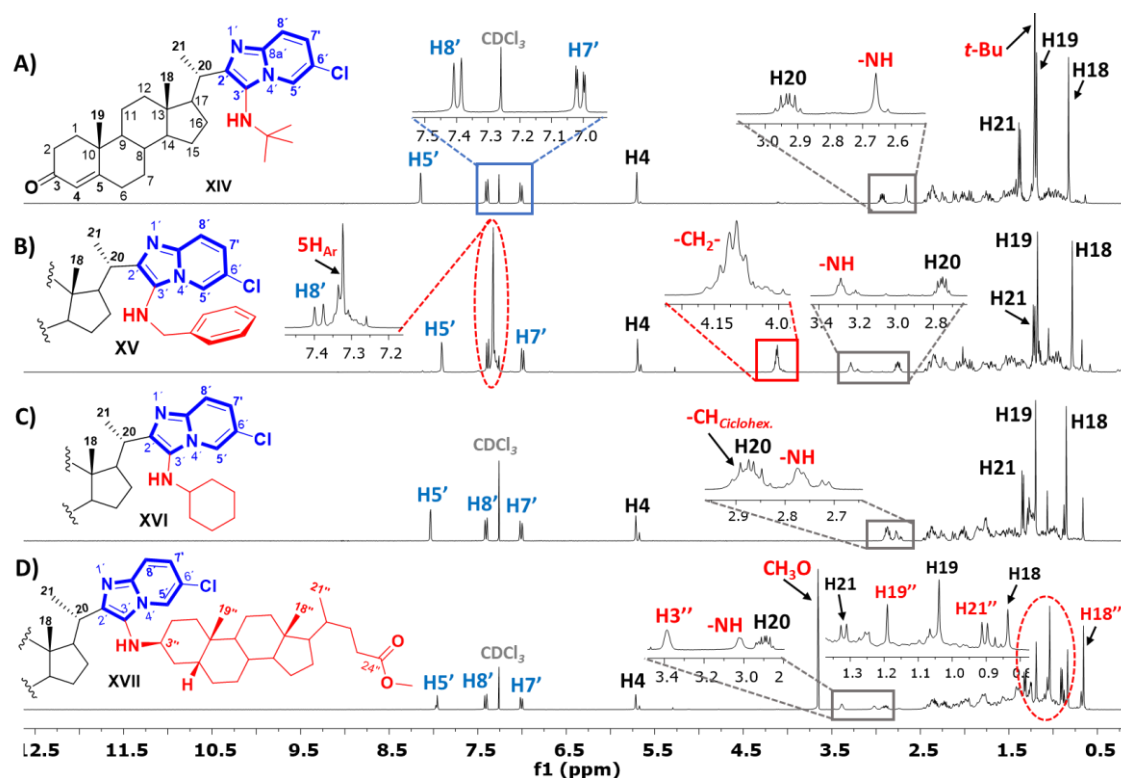 A)
21
1´
8´
7'
6´
5´
4´
3´
2´
8a´
20
Cl
HN
18
12
13
17
16
15
14
11
19
1
2
3
4
5
6
7
8
9
10
O
XIV
H8’
CDCl3
H7’
7.5 7.4 7.3 7.2 7.1 7.0
H5’
H4
H20
-NH
3.0 2.9 2.8 2.7 2.6
H21
t-Bu
H19
H18
B)
21
1´
8´
7'
6´
5´
4´
3´
2´
20
Cl
HN
18
XV
H8’
5HAr
7.4 7.3 7.2
H5’
H7’
H4
-CH2-
4.15 4.0
-NH
H20
3.4 3.2 3.0 2.8
H21
H19
H18
C)
21
1´
8´
7'
6´
5´
4´
3´
2´
20
Cl
HN
18
XVI
H5’
H8’
CDCl3
H7’
H4
-CHCiclohex.
H20
-NH
2.9 2.8 2.7
H21
H19
H18
D)
21
1´
8´
7'
6´
5´
4´
3´
2´
20
Cl
HN
18
3"
19"
18"
21"
24"
O
O
H
XVII
H5’
H8’
CDCl3
H7’
H4
H3’’
-NH
H20
3.4 3.2 3.0 2
CH3O
H21
H19’’
H19
H21’’
H18
H18’’
1.3 1.2 1.1 1.0 0.9 0.8
12.5 11.5 10.5 9.5 8.5 7.5 6.5 5.5 4.5 3.5 2.5 1.5 0.5
f1 (ppm)